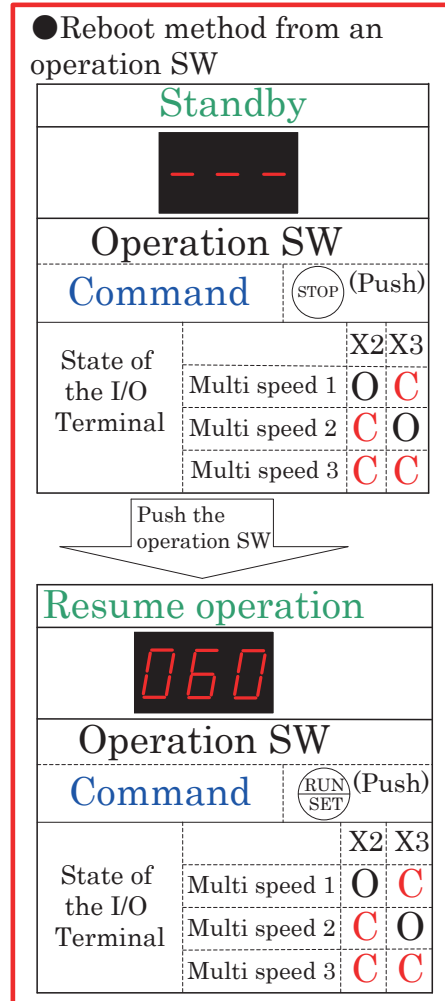 ●Reboot method from an
operation SW
Standby
– – –
Operation SW
Command STOP (Push)
X2 X3
State of
the I/O
Terminal
Multi speed 1 O C
Multi speed 2 C O
Multi speed 3 C C
Push the
operation SW
Resume operation
060
Operation SW
Command RUN
SET (Push)
X2 X3
State of
the I/O
Terminal
Multi speed 1 O C
Multi speed 2 C O
Multi speed 3 C C